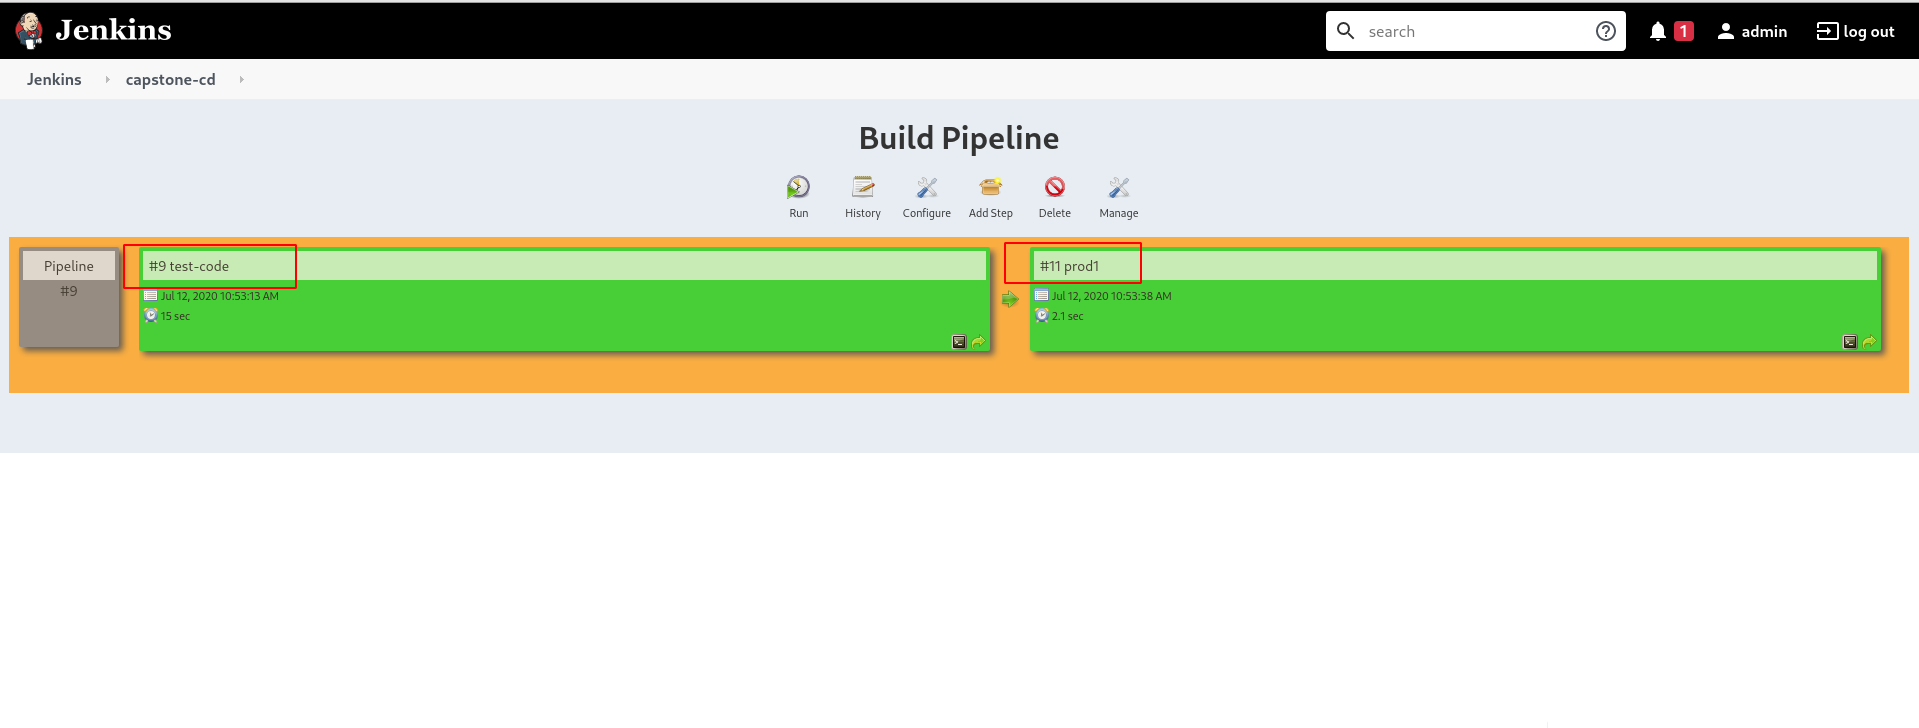 Jenkins
search
1
admin
log out
Jenkins
capstone-cd
Build Pipeline
Run
History
Configure
Add Step
Delete
Manage
Pipeline
#9
#9 test-code
Jul 12, 2020 10:53:13 AM
15 sec
#11 prod1
Jul 12, 2020 10:53:38 AM
2.1 sec